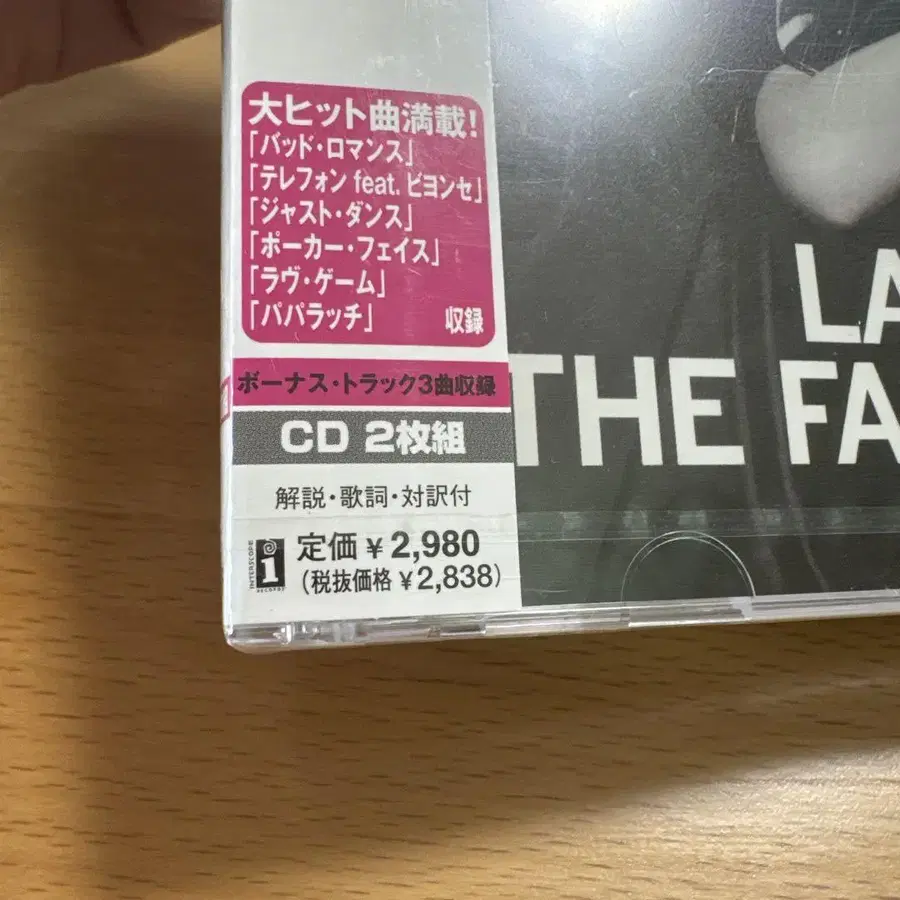 大ヒット曲満載!
「バッド・ロマンス」
「テレフォン feat. ビヨンセ」
「ジャスト・ダンス」
「ポーカー・フェイス」
「ラヴ・ゲーム」
「パパラッチ」 収録
ボーナス・トラック3曲収録
CD 2枚組
解説・歌詞・対訳付
INTERSCOPE
RECORDS
定価 ¥2,980
(税抜価格 ¥2,838)
LA
THE FA